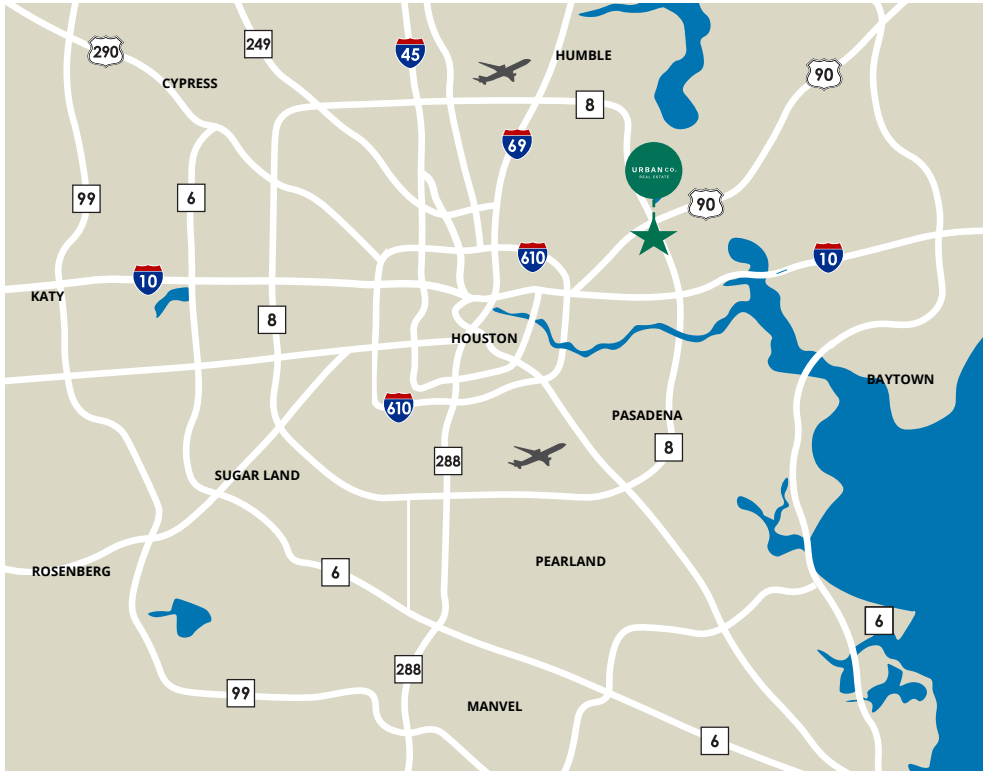 290
249
45
HUMBLE
90
CYPRESS
8
69
URBAN CO.
REAL ESTATE
99
6
90
610
10
10
KATY
8
HOUSTON
BAYTOWN
610
PASADENA
8
288
SUGAR LAND
PEARLAND
ROSENBERG
6
6
288
99
MANVEL
6